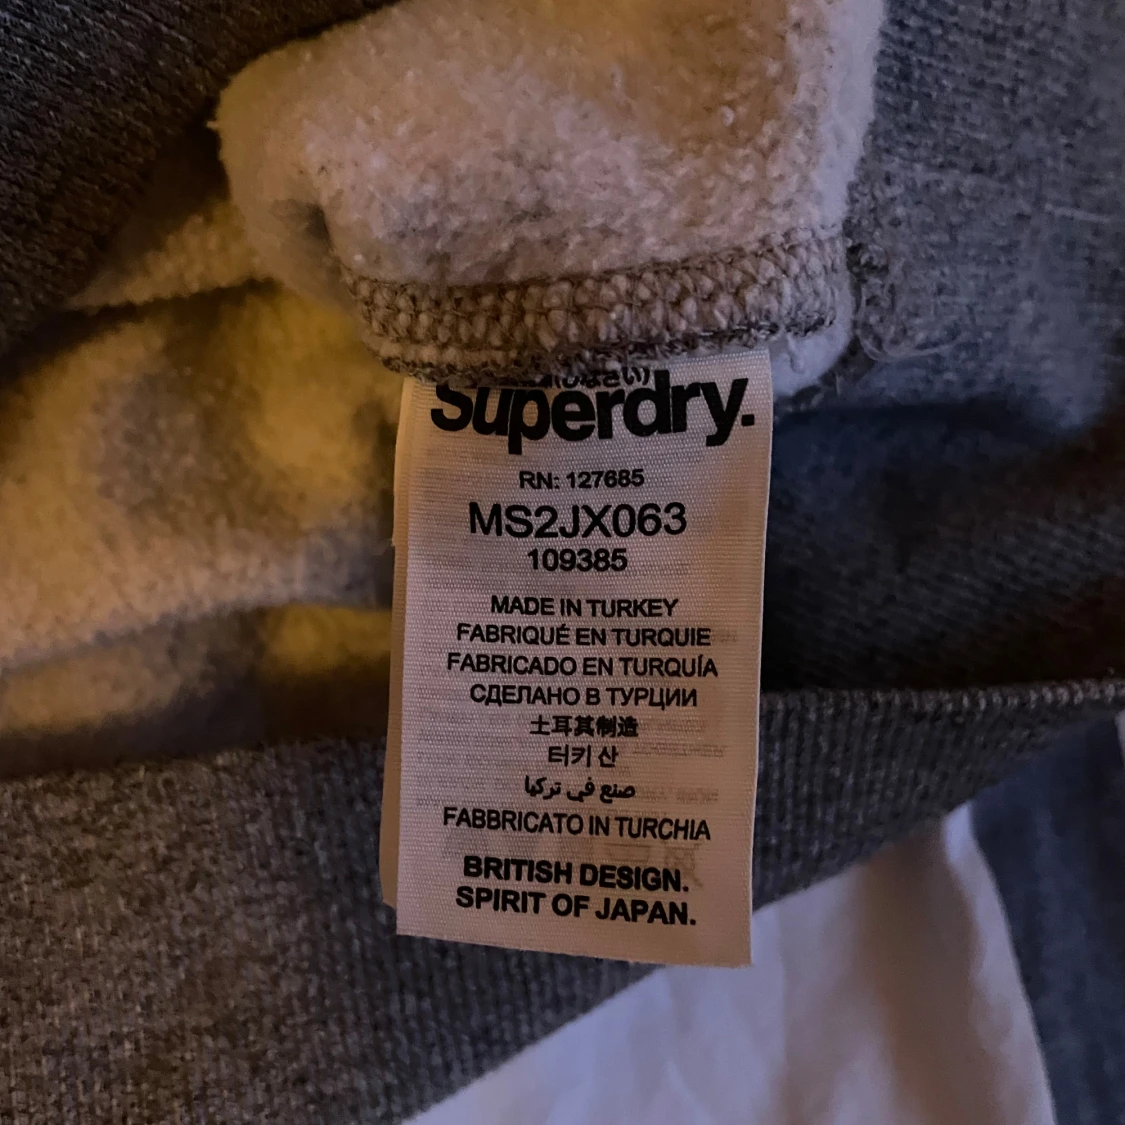 Superdry.
RN: 127685
MS2JX063
109385
MADE IN TURKEY
FABRIQUÉ EN TURQUIE
FABRICADO EN TURQUÍA
СДЕЛАНО В ТУРЦИИ
土耳其制造
터키 산
صنع في تركيا
FABBRICATO IN TURCHIA
BRITISH DESIGN.
SPIRIT OF JAPAN.